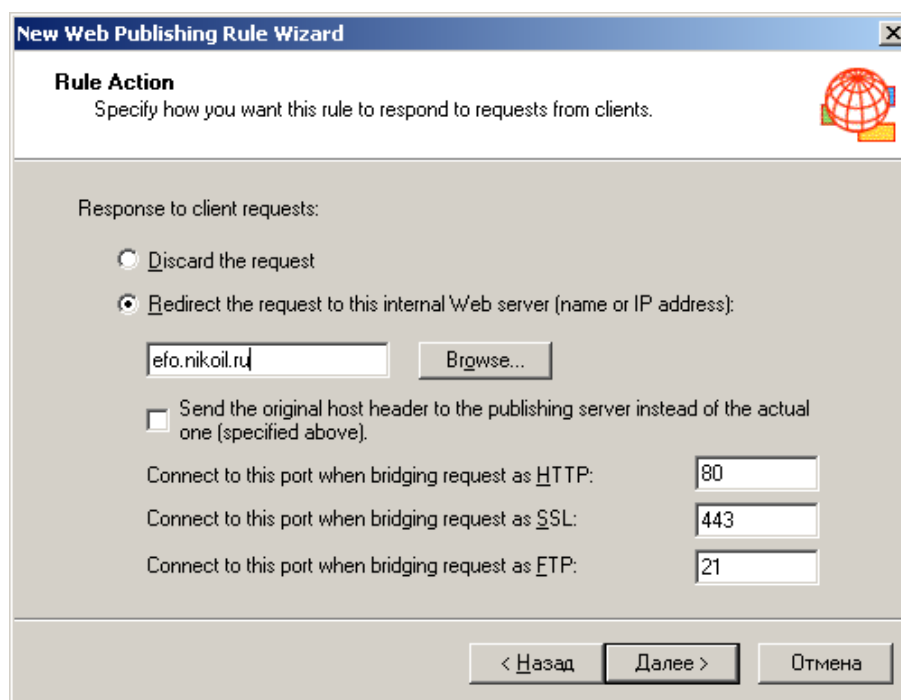 New Web Publishing Rule Wizard
Rule Action
Specify how you want this rule to respond to requests from clients.
Response to client requests:
Discard the request
Redirect the request to this internal Web server (name or IP address):
efo.nikoil.ru
Browse...
Send the original host header to the publishing server instead of the actual
one (specified above).
Connect to this port when bridging request as HTTP:
80
Connect to this port when bridging request as SSL:
443
Connect to this port when bridging request as FTP:
21
< Назад
Далее >
Отмена